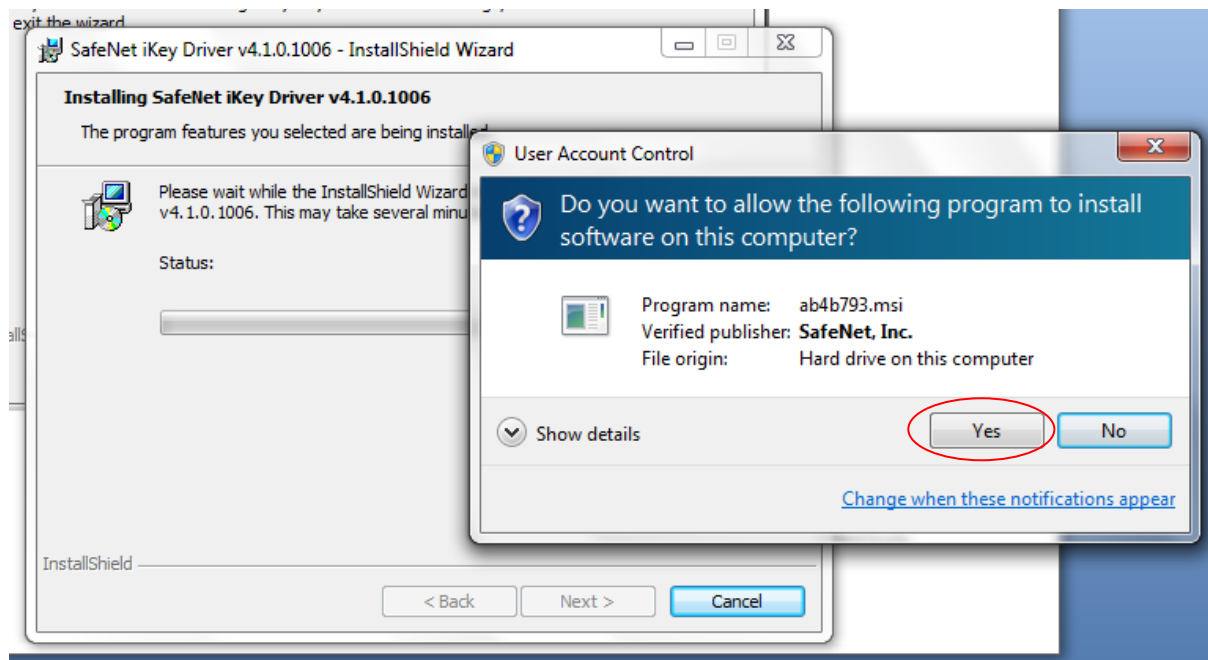 exit the wizard
SafeNet iKey Driver v4.1.0.1006 - InstallShield Wizard
Installing SafeNet iKey Driver v4.1.0.1006
The program features you selected are being installed
Please wait while the InstallShield Wizard
v4.1.0.1006. This may take several minu
Status:
InstallShield
< Back
Next >
Cancel
User Account Control
Do you want to allow the following program to install
software on this computer?
Program name: ab4b793.msi
Verified publisher: SafeNet, Inc.
File origin: Hard drive on this computer
Show details
Yes
No
Change when these notifications appear